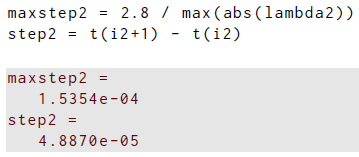 maxstep2 = 2.8 / max(abs(lambda2))
step2 = t(i2+1) - t(i2)
maxstep2 =
1.5354e-04
step2 =
4.8870e-05